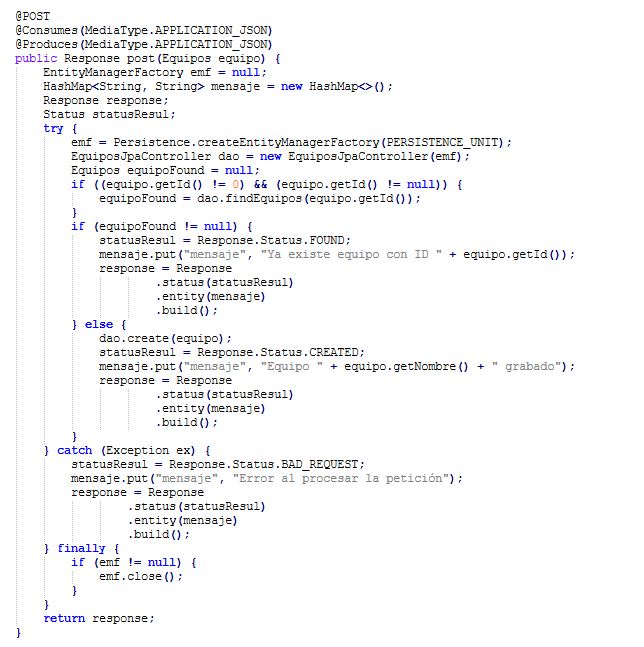 @POST
@Consumes(MediaType.APPLICATION_JSON)
@Produces(MediaType.APPLICATION_JSON)
public Response post(Equipos equipo) {
    EntityManagerFactory emf = null;
    HashMap<String, String> mensaje = new HashMap<>();
    Response response;
    Status statusResul;
    try {
        emf = Persistence.createEntityManagerFactory(PERSISTENCE_UNIT);
        EquiposJpaController dao = new EquiposJpaController(emf);
        Equipos equipoFound = null;
        if ((equipo.getId() != 0) && (equipo.getId() != null)) {
            equipoFound = dao.findEquipos(equipo.getId());
        }
        if (equipoFound != null) {
            statusResul = Response.Status.FOUND;
            mensaje.put("mensaje", "Ya existe equipo con ID " + equipo.getId());
            response = Response
                    .status(statusResul)
                    .entity(mensaje)
                    .build();
        } else {
            dao.create(equipo);
            statusResul = Response.Status.CREATED;
            mensaje.put("mensaje", "Equipo " + equipo.getNombre() + " grabado");
            response = Response
                    .status(statusResul)
                    .entity(mensaje)
                    .build();
        }
    } catch (Exception ex) {
        statusResul = Response.Status.BAD_REQUEST;
        mensaje.put("mensaje", "Error al procesar la petición");
        response = Response
                .status(statusResul)
                .entity(mensaje)
                .build();
    } finally {
        if (emf != null) {
            emf.close();
        }
    }
    return response;
}